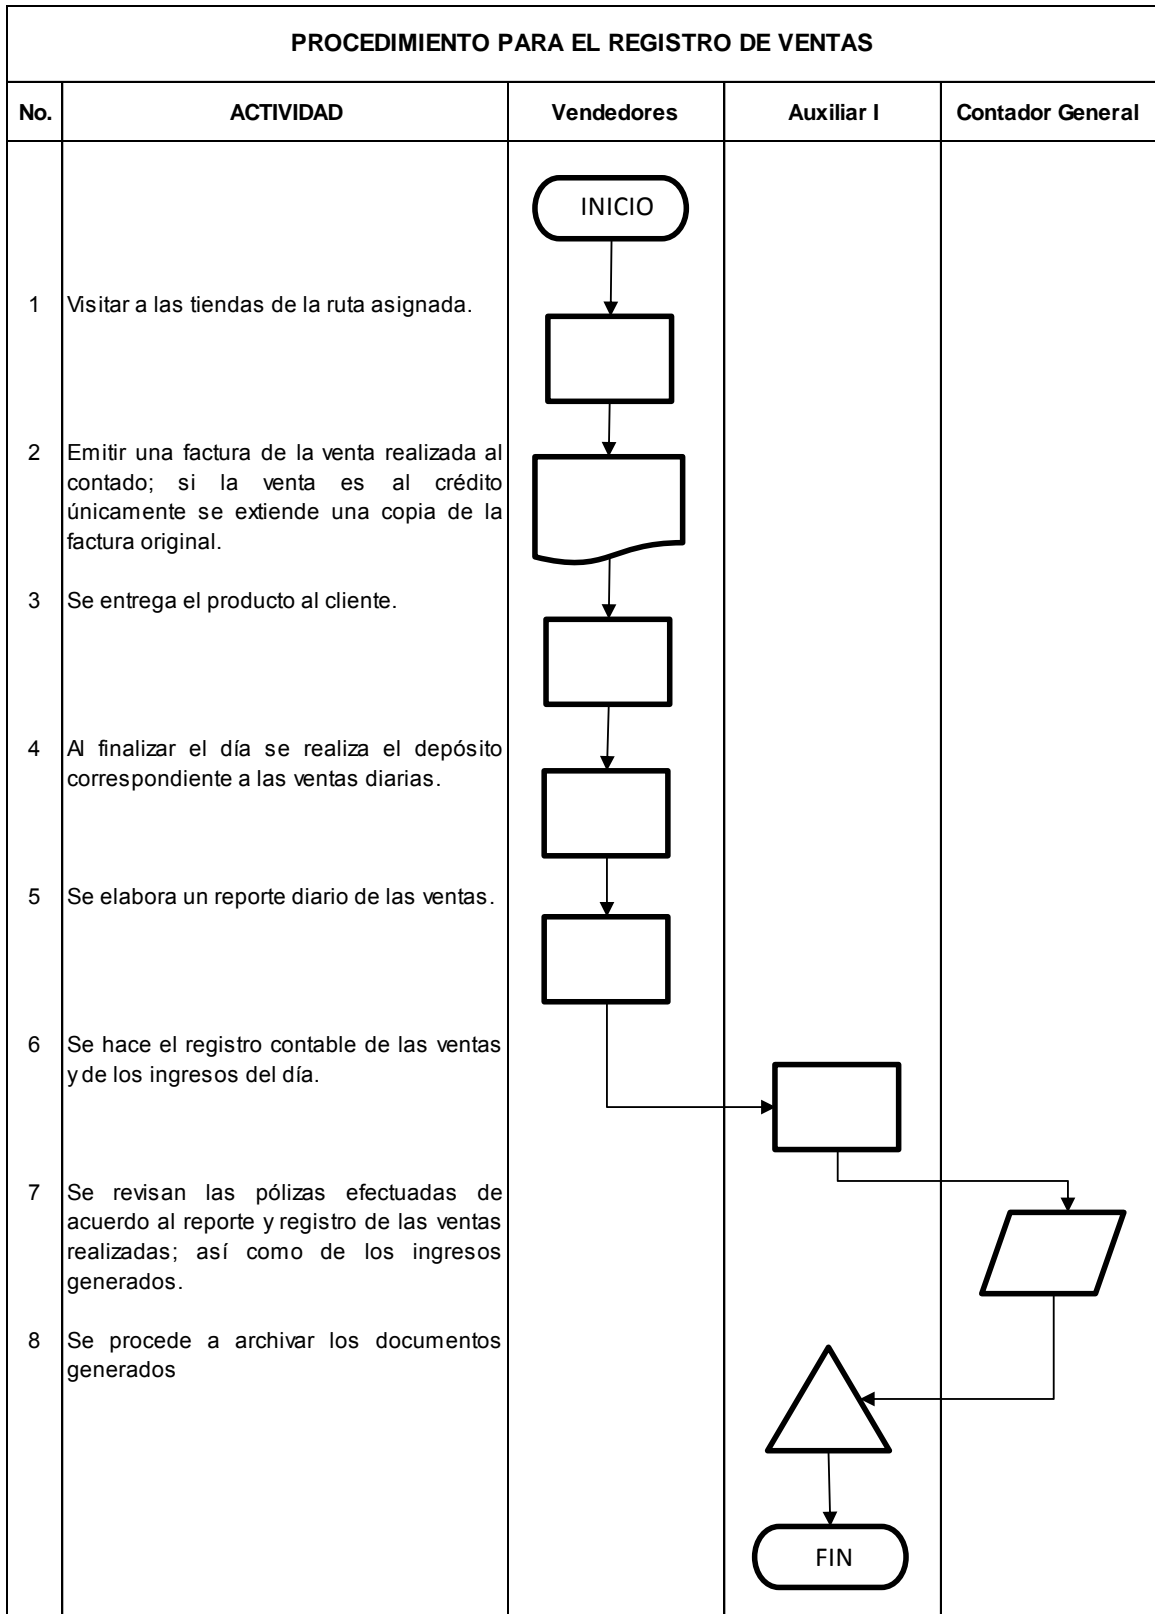 PROCEDIMIENTO PARA EL REGISTRO DE VENTAS
No. ACTIVIDAD Vendedores Auxiliar I Contador General
INICIO
1 Visitar a las tiendas de la ruta asignada.
2 Emitir una factura de la venta realizada al
contado; si la venta es al crédito
únicamente se extiende una copia de la
factura original.
3 Se entrega el producto al cliente.
4 Al finalizar el día se realiza el depósito
correspondiente a las ventas diarias.
5 Se elabora un reporte diario de las ventas.
6 Se hace el registro contable de las ventas
y de los ingresos del día.
7 Se revisan las pólizas efectuadas de
acuerdo al reporte y registro de las ventas
realizadas; así como de los ingresos
generados.
8 Se procede a archivar los documentos
generados
FIN